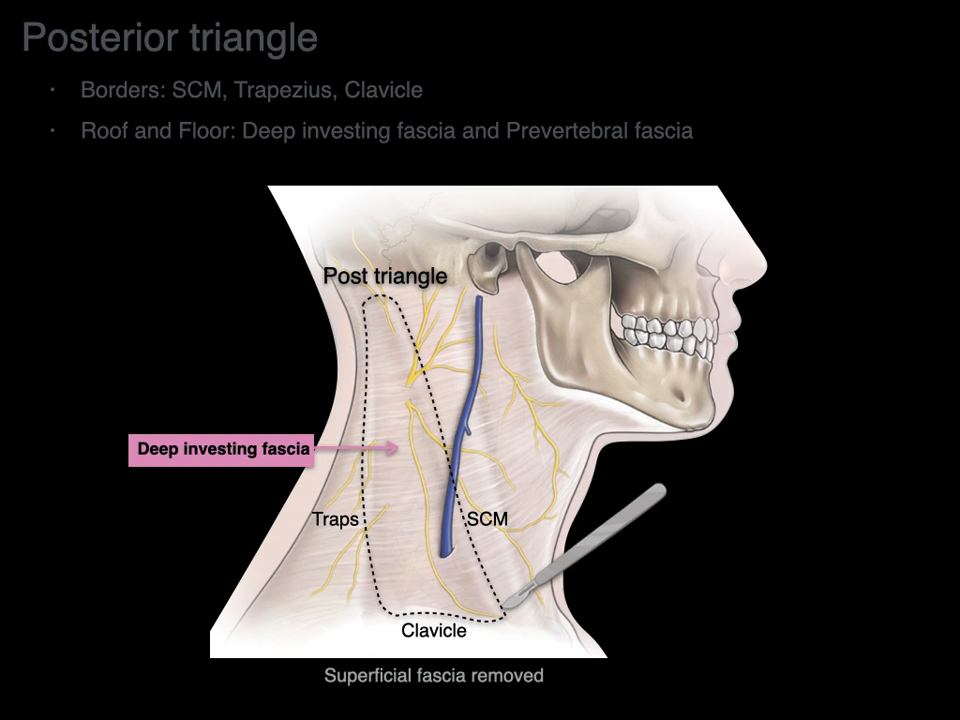 Posterior triangle
• Borders: SCM, Trapezius, Clavicle
• Roof and Floor: Deep investing fascia and Prevertebral fascia
Post triangle
Deep investing fascia
Traps
SCM
Clavicle
Superficial fascia removed